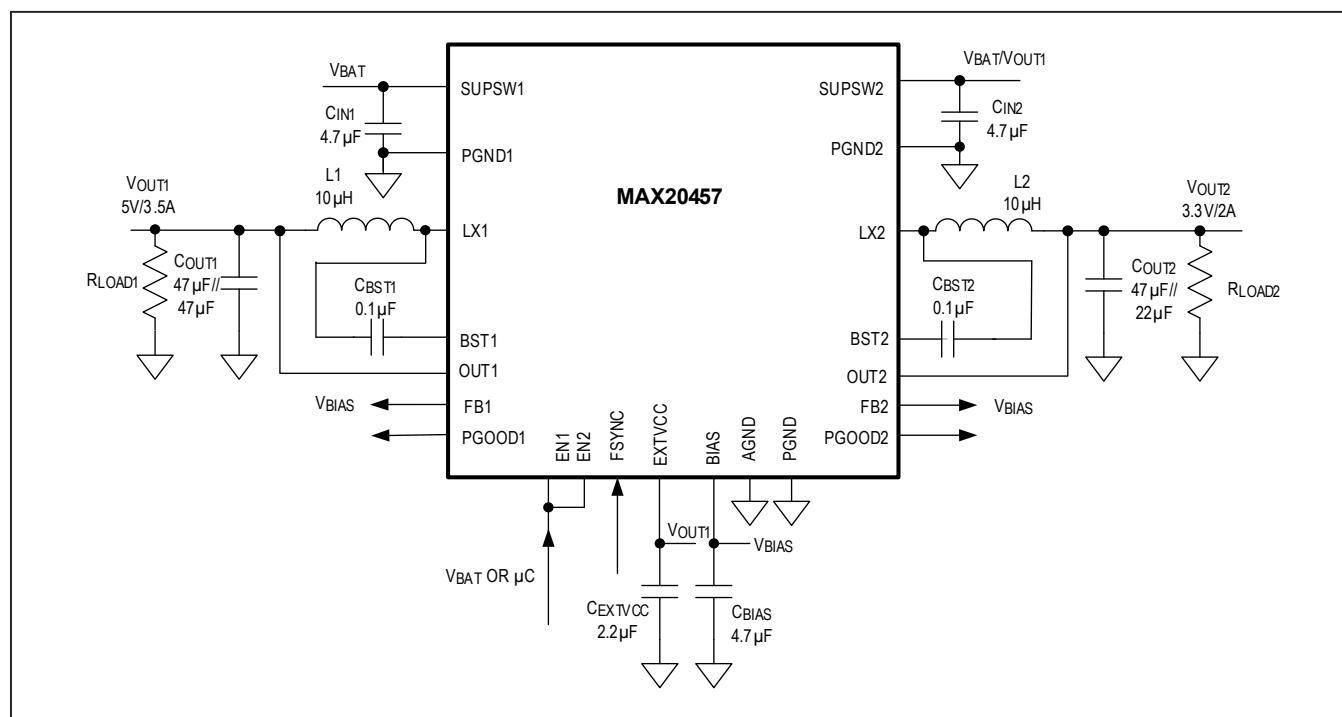 VBAT
SUPSW1
CIN1
4.7µF
PGND1
L1
10µH
VOUT1
5V/3.5A
LX1
RLOAD1
COUT1
47µF//
47µF
CBST1
0.1µF
BST1
OUT1
VBIAS
FB1
PGOOD1
MAX20457
VBAT/VOUT1
SUPSW2
CIN2
4.7µF
PGND2
L2
10µH
VOUT2
3.3V/2A
LX2
CBST2
0.1µF
COUT2
47µF//
22µF
RLOAD2
BST2
OUT2
FB2
VBIAS
PGOOD2
EN1
EN2
FSYNC
EXTVCC
BIAS
AGND
PGND
VOUT1
VBIAS
VBAT OR µC
CEXTVCC
2.2µF
CBIAS
4.7µF